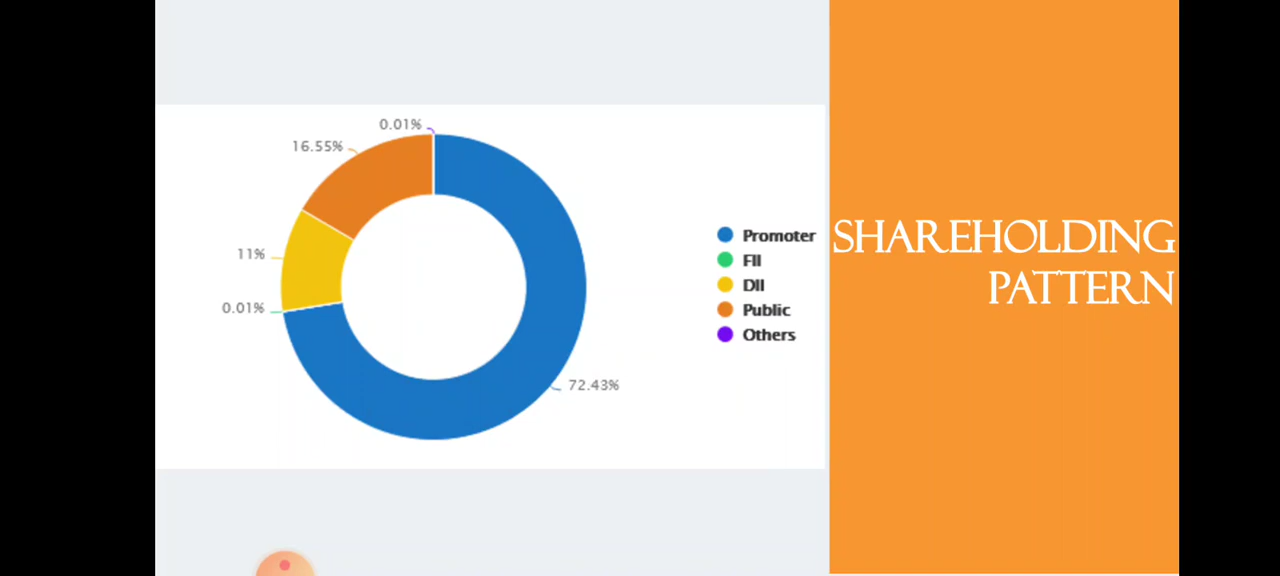 0.01%
16.55%
11%
0.01%
72.43%
Promoter
FII
DII
Public
Others
SHAREHOLDING
PATTERN